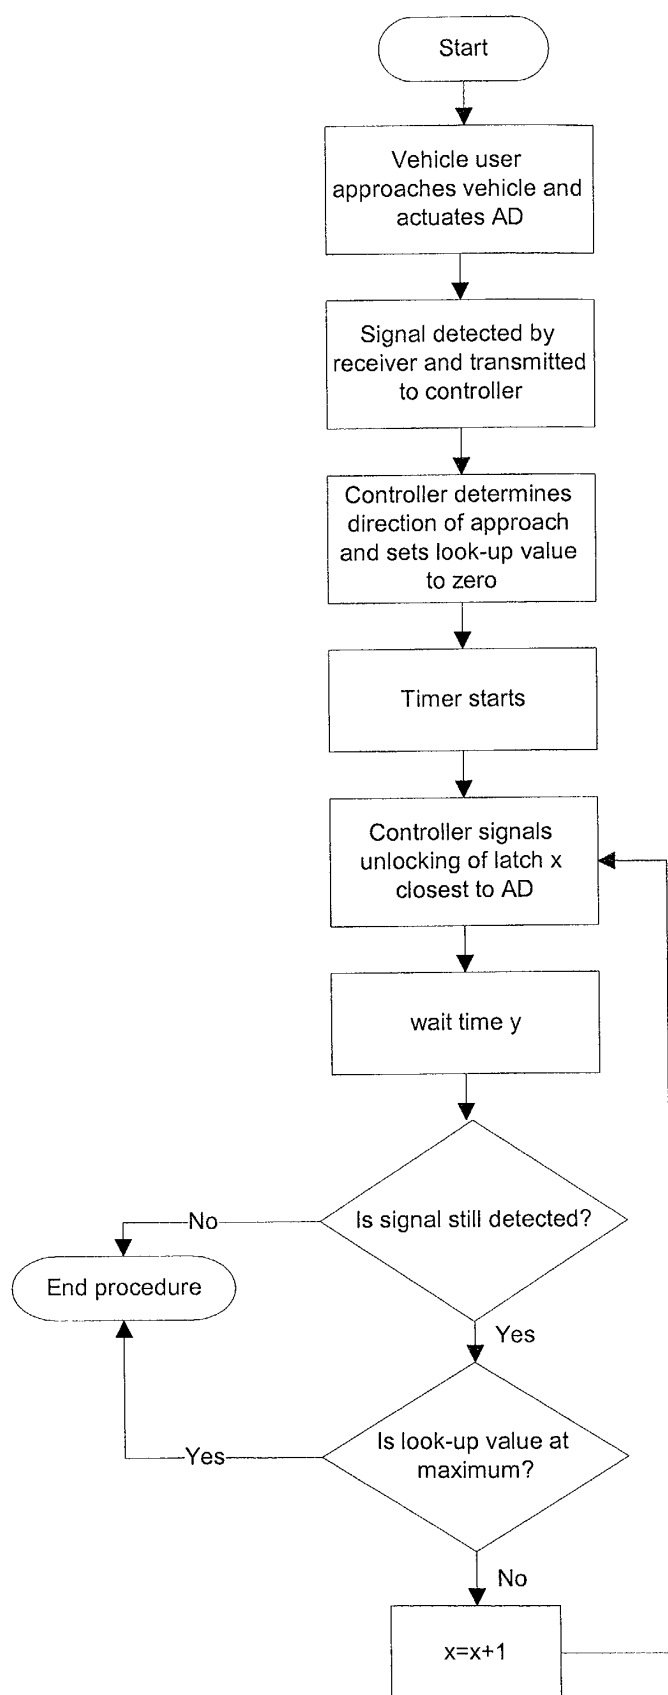 Start
Vehicle user
approaches vehicle and
actuates AD
Signal detected by
receiver and transmitted
to controller
Controller determines
direction of approach
and sets look-up value
to zero
Timer starts
Controller signals
unlocking of latch x
closest to AD
wait time y
Is signal still detected?
No
End procedure
Yes
Is look-up value at
maximum?
Yes
No
x=x+1